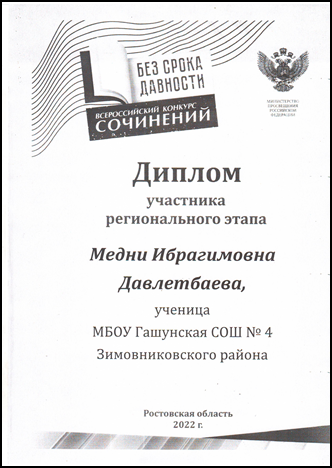 БЕЗ СРОКА
ДАВНОСТИ
ВСЕРОССИЙСКИЙ КОНКУРС
СОЧИНЕНИЙ
МИНИСТЕРСТВО
ПРОСВЕЩЕНИЯ
РОССИЙСКОЙ
ФЕДЕРАЦИИ
Диплом
участника
регионального этапа
Медни Ибрагимовна
Давлетбаева,
ученица
МБОУ Гашунская СОШ № 4
Зимовниковского района
Ростовская область
2022 г.